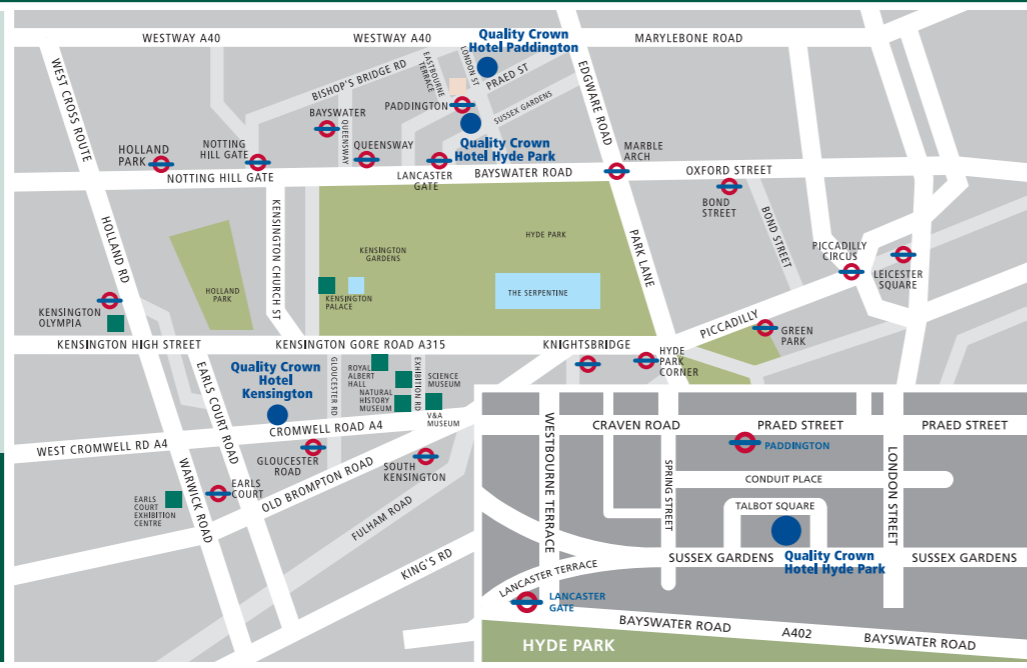 WESTWAY A40
WESTWAY A40
Quality Crown
Hotel Paddington
MARYLEBONE ROAD
WEST CROSS ROUTE
BISHOP'S BRIDGE RD
EASTBOURNE
TERRACE
LONDON ST
PRAED ST
EDGWARE ROAD
PADDINGTON
SUSSEX GARDENS
BAYSWATER
QUEENSWAY
HOLLAND
PARK
NOTTING
HILL GATE
QUEENSWAY
Quality Crown
Hotel Hyde Park
MARBLE
ARCH
NOTTING HILL GATE
LANCASTER
GATE
BAYSWATER ROAD
OXFORD STREET
BOND
STREET
BOND STREET
HOLLAND RD
KENSINGTON CHURCH ST
KENSINGTON
GARDENS
HYDE PARK
PARK LANE
PICCADILLY
CIRCUS
LEICESTER
SQUARE
HOLLAND
PARK
KENSINGTON
PALACE
THE SERPENTINE
KENSINGTON
OLYMPIA
PICCADILLY
GREEN
PARK
KENSINGTON HIGH STREET
KENSINGTON GORE ROAD A315
KNIGHTSBRIDGE
HYDE
PARK
CORNER
Quality Crown
Hotel
Kensington
EARLS COURT ROAD
GLOUCESTER RD
ROYAL
ALBERT
HALL
NATURAL
HISTORY
MUSEUM
EXHIBITION RD
SCIENCE
MUSEUM
V&A
MUSEUM
WEST CROMWELL RD A4
CROMWELL ROAD A4
GLOUCESTER
ROAD
SOUTH
KENSINGTON
WARWICK ROAD
EARLS
COURT
EARLS
COURT
EXHIBITION
CENTRE
OLD BROMPTON ROAD
FULHAM ROAD
KING'S RD
WESTBOURNE TERRACE
CRAVEN ROAD
PRAED STREET
PRAED STREET
PADDINGTON
SPRING STREET
CONDUIT PLACE
LONDON STREET
TALBOT SQUARE
SUSSEX GARDENS
Quality Crown
Hotel Hyde Park
SUSSEX GARDENS
LANCASTER TERRACE
LANCASTER
GATE
BAYSWATER ROAD
A402
BAYSWATER ROAD
HYDE PARK